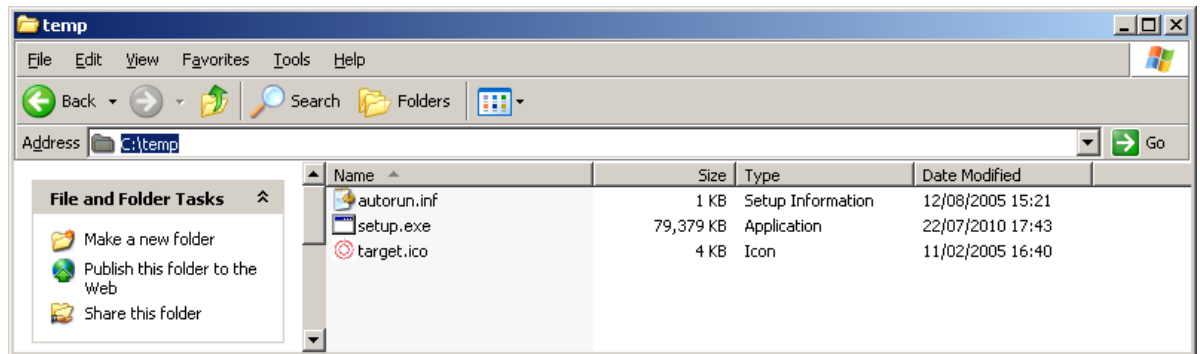 temp
File Edit View Favorites Tools Help
Back Search Folders
Address C:\temp Go
Name Size Type Date Modified
File and Folder Tasks
autorun.inf 1 KB Setup Information 12/08/2005 15:21
setup.exe 79,379 KB Application 22/07/2010 17:43
target.ico 4 KB Icon 11/02/2005 16:40
Make a new folder
Publish this folder to the
Web
Share this folder